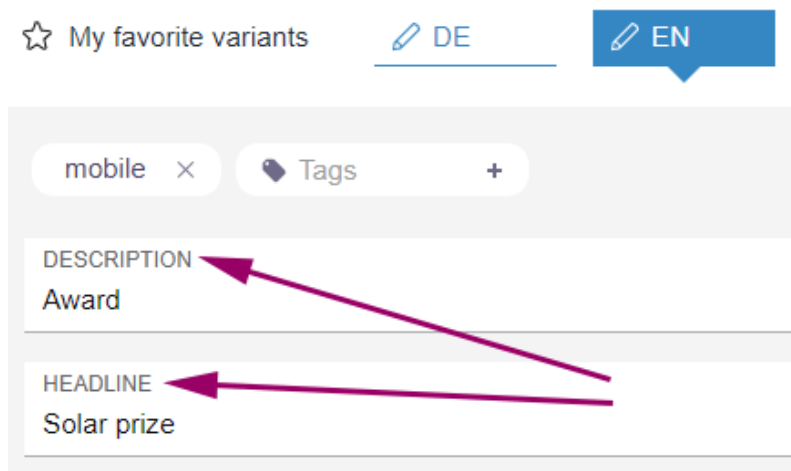 My favorite variants DE EN
mobile Tags
DESCRIPTION
Award
HEADLINE
Solar prize